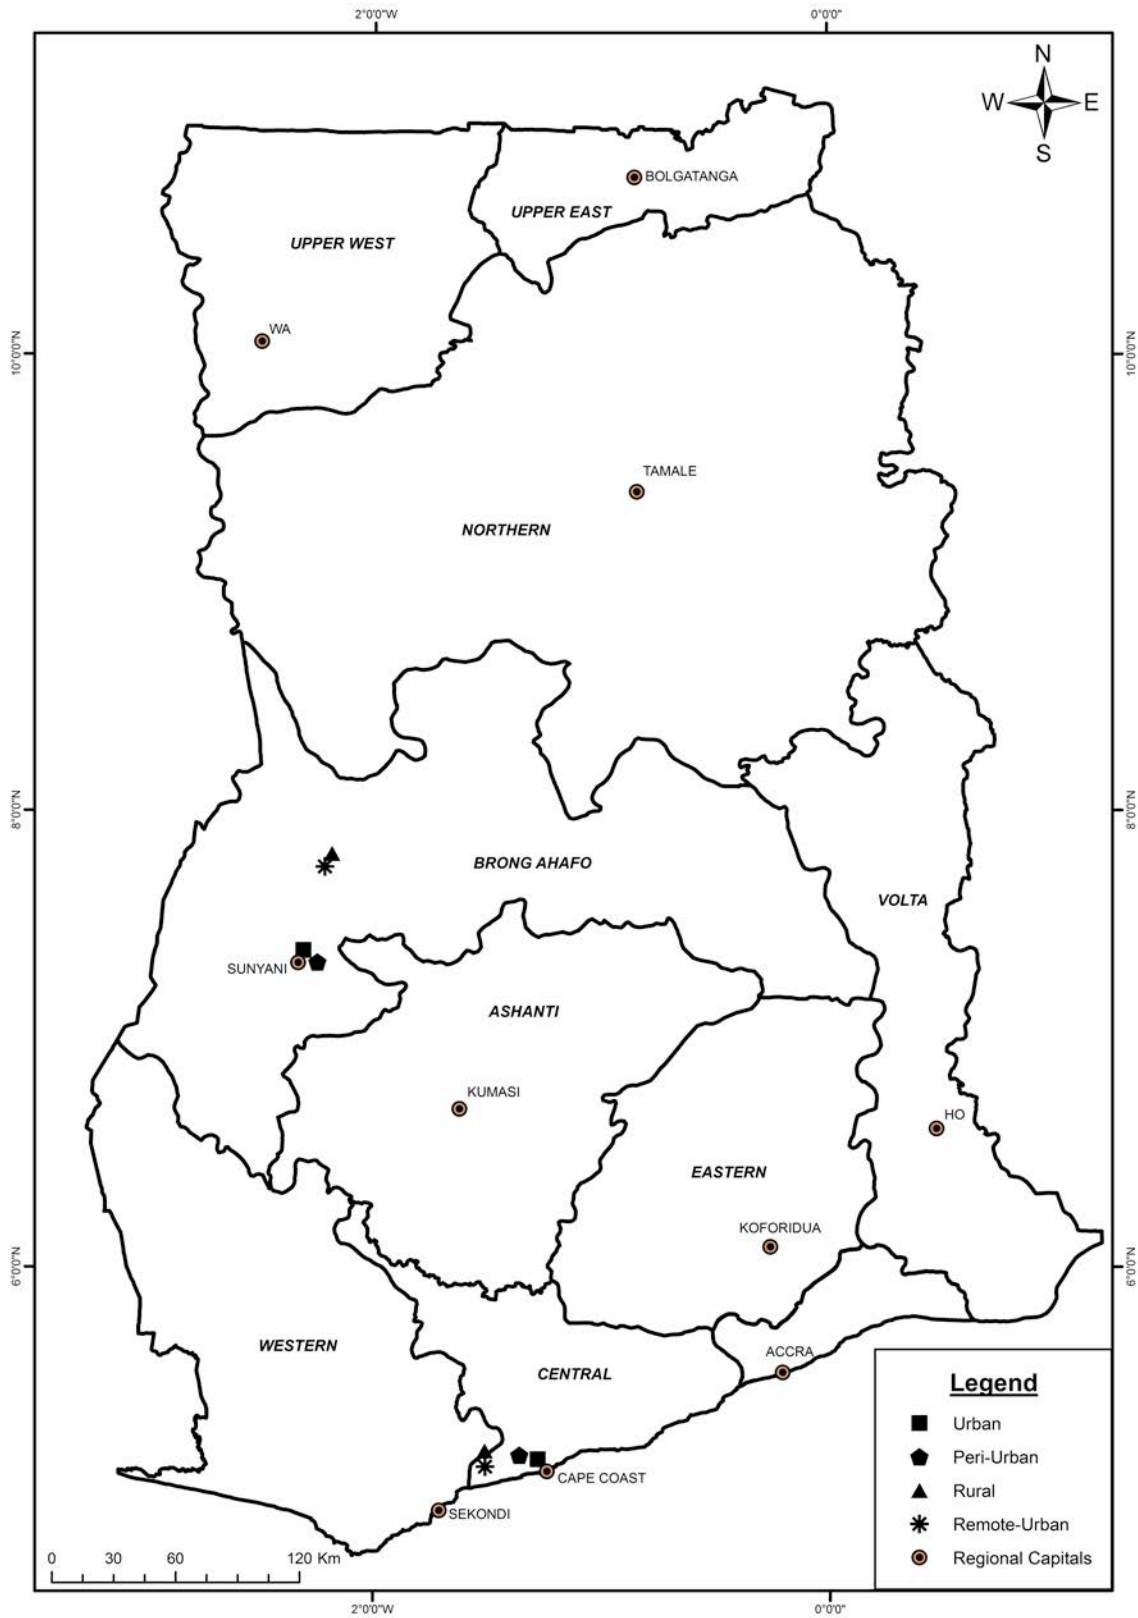 2°0'0"W
0°0'0"
N
W
E
S
BOLGATANGA
UPPER EAST
UPPER WEST
WA
10°0'0"N
10°0'0"N
TAMALE
NORTHERN
8°0'0"N
8°0'0"N
BRONG AHAFO
VOLTA
SUNYANI
ASHANTI
KUMASI
HO
EASTERN
KOFORIDUA
6°0'0"N
6°0'0"N
WESTERN
ACCRA
CENTRAL
CAPE COAST
SEKONDI
Legend
Urban
Peri-Urban
Rural
Remote-Urban
Regional Capitals
0 30 60 120 Km
2°0'0"W
0°0'0"